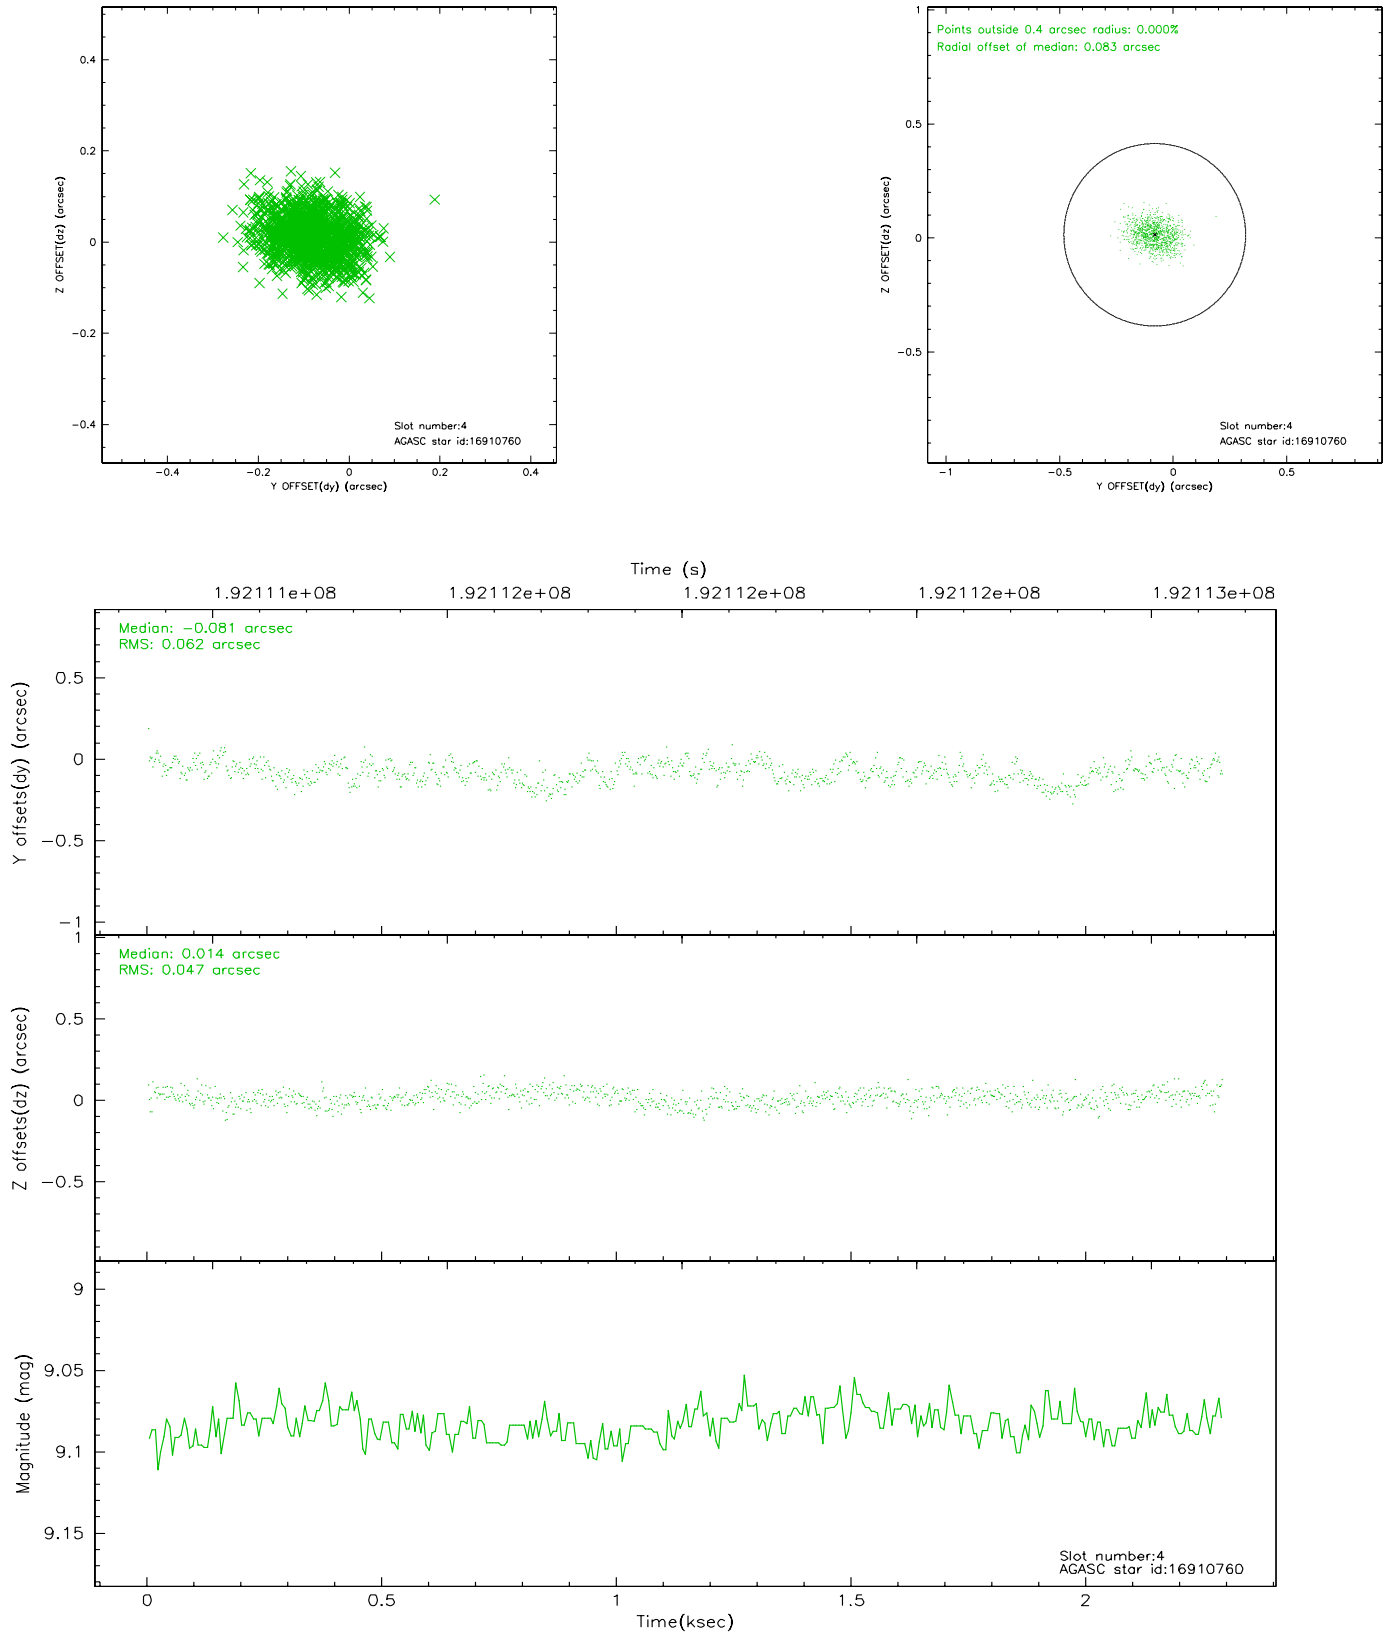 0.4
0.2
0
−0.2
−0.4
Z OFFSET(dz) (arcsec)
Slot number:4
AGASC star id:16910760
−0.4 −0.2 0 0.2 0.4
Y OFFSET(dy) (arcsec)
Points outside 0.4 arcsec radius: 0.000%
Radial offset of median: 0.083 arcsec
1
0.5
0
−0.5
Z OFFSET(dz) (arcsec)
Slot number:4
AGASC star id:16910760
−1 −0.5 0 0.5
Y OFFSET(dy) (arcsec)
Time (s)
1.92111e+08 1.92112e+08 1.92112e+08 1.92112e+08 1.92113e+08
Median: −0.081 arcsec
RMS: 0.062 arcsec
0.5
0
−0.5
−1
Y offsets(dy) (arcsec)
Median: 0.014 arcsec
RMS: 0.047 arcsec
1
0.5
0
−0.5
Z offsets(dz) (arcsec)
9
9.05
9.1
9.15
Magnitude (mag)
Slot number:4
AGASC star id:16910760
0 0.5 1 1.5 2
Time(ksec)